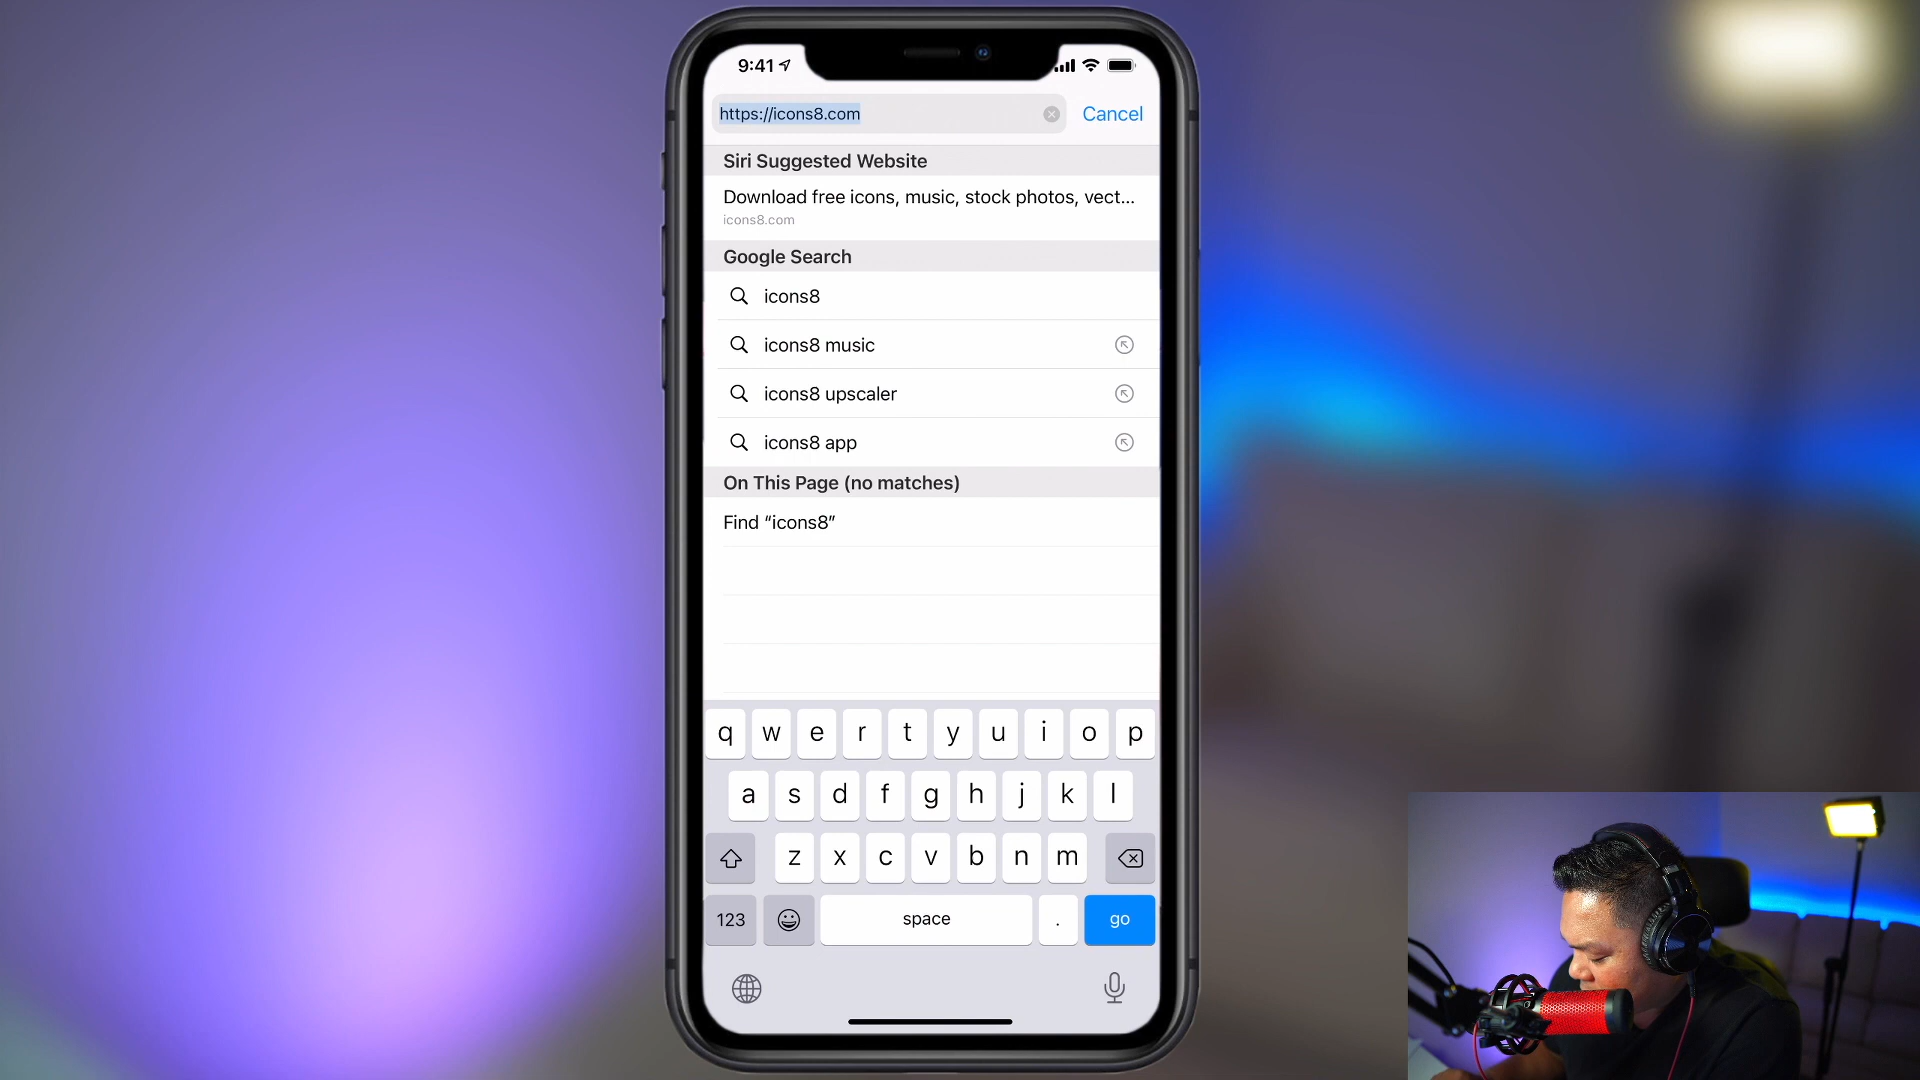 9:41
https://icons8.com
Cancel
Siri Suggested Website
Download free icons, music, stock photos, vect...
icons8.com
Google Search
icons8
icons8 music
icons8 upscaler
icons8 app
On This Page (no matches)
Find “icons8”
q w e r t y u i o p
a s d f g h j k l
z x c v b n m
123 space . go